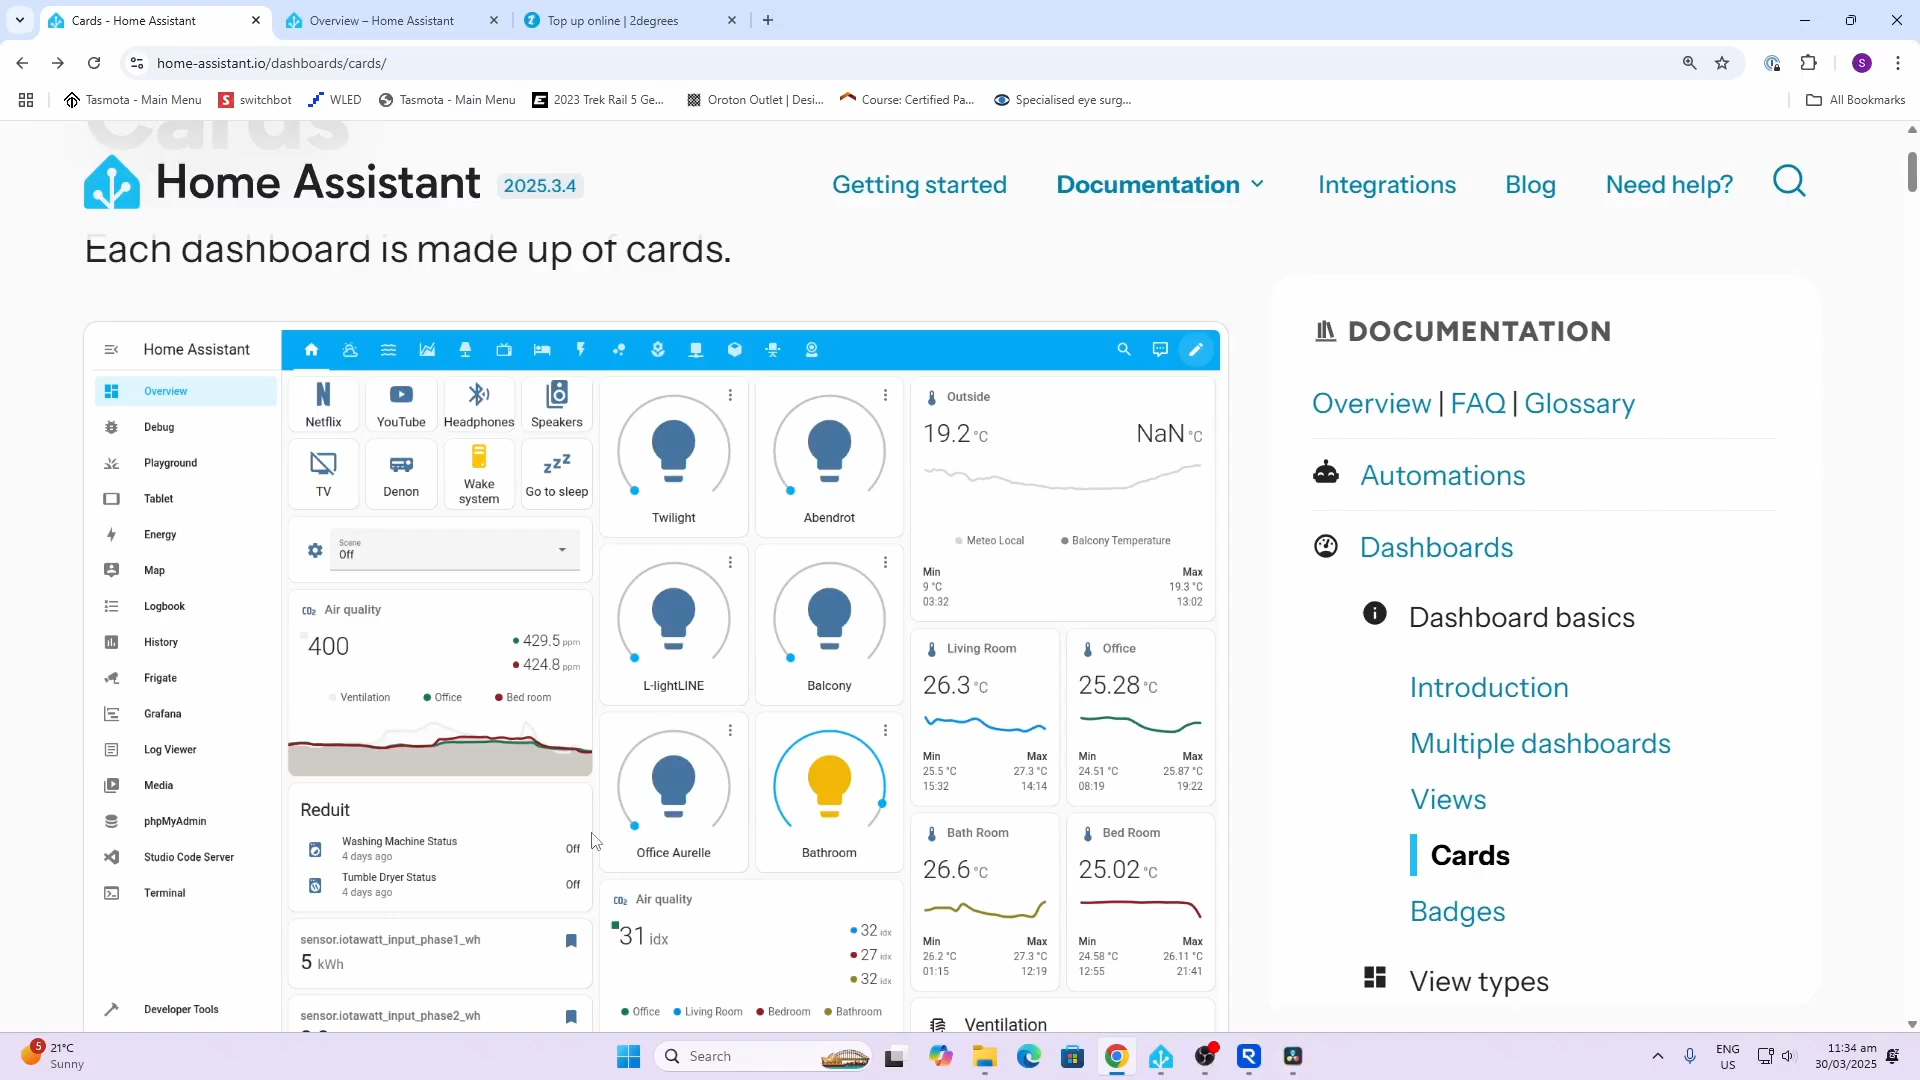 Cards - Home Assistant
Overview – Home Assistant
Top up online | 2degrees
home-assistant.io/dashboards/cards/
S
Tasmota - Main Menu
switchbot
WLED
Tasmota - Main Menu
2023 Trek Rail 5 Ge...
Oroton Outlet | Desi...
Course: Certified Pa...
Specialised eye surg...
All Bookmarks
Cards
Home Assistant 2025.3.4
Getting started
Documentation
Integrations
Blog
Need help?
Each dashboard is made up of cards.
Home Assistant
Overview
Debug
Playground
Tablet
Energy
Map
Logbook
History
Frigate
Grafana
Log Viewer
Media
phpMyAdmin
Studio Code Server
Terminal
Developer Tools
Netflix
YouTube
Headphones
Speakers
TV
Denon
Wake
system
zZZ
Go to sleep
Scene
Off
CO₂ Air quality
400
429.5 ppm
424.8 ppm
Ventilation
Office
Bed room
Reduit
Washing Machine Status
4 days ago
Off
Tumble Dryer Status
4 days ago
Off
sensor.iotawatt_input_phase1_wh
5 kWh
sensor.iotawatt_input_phase2_wh
Twilight
Abendrot
L-lightLINE
Balcony
Office Aurelle
Bathroom
CO₂ Air quality
31 idx
32 idx
27 idx
32 idx
Office
Living Room
Bedroom
Bathroom
Outside
19.2 °C
NaN °C
Meteo Local
Balcony Temperature
Min
9 °C
03:32
Max
19.3 °C
13:02
Living Room
26.3 °C
Min
25.5 °C
15:32
Max
27.3 °C
14:14
Office
25.28 °C
Min
24.51 °C
08:19
Max
25.87 °C
19:22
Bath Room
26.6 °C
Min
26.2 °C
01:15
Max
27.3 °C
12:19
Bed Room
25.02 °C
Min
24.58 °C
12:55
Max
26.11 °C
21:41
Ventilation
DOCUMENTATION
Overview | FAQ | Glossary
Automations
Dashboards
Dashboard basics
Introduction
Multiple dashboards
Views
Cards
Badges
View types
5
21°C
Sunny
Search
ENG
US
11:34 am
30/03/2025